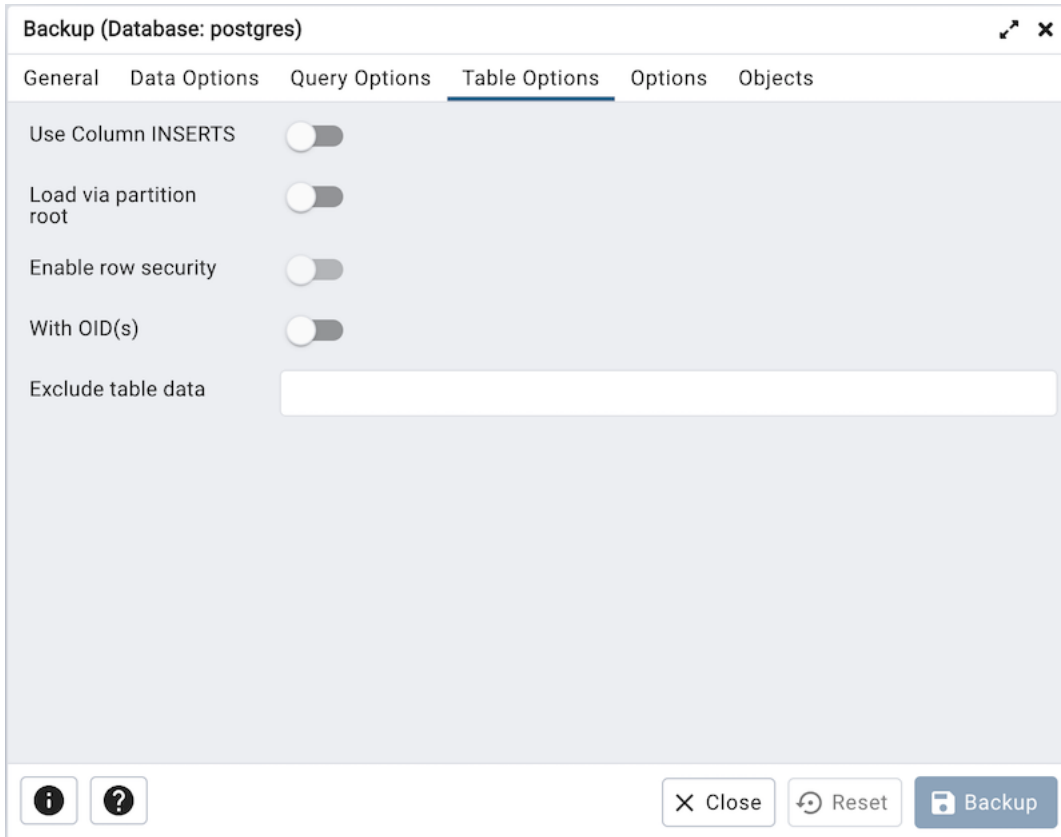 Backup (Database: postgres)
General Data Options Query Options Table Options Options Objects
Use Column INSERTS
Load via partition
root
Enable row security
With OID(s)
Exclude table data
Close Reset Backup